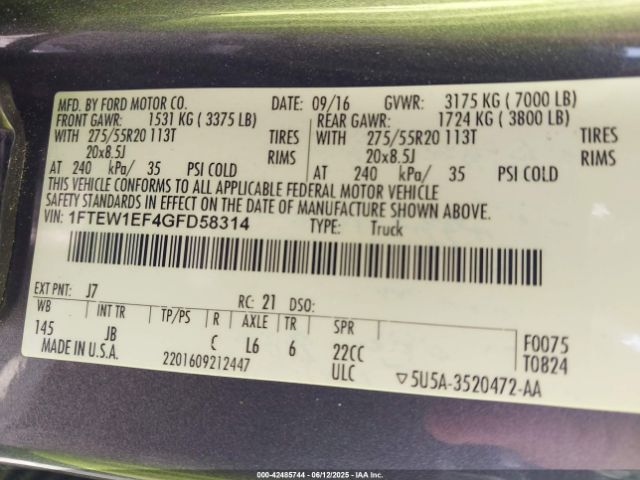 MFD. BY FORD MOTOR CO. DATE: 09/16 GVWR: 3175 KG ( 7000 LB)
FRONT GAWR: 1531 KG ( 3375 LB) REAR GAWR: 1724 KG ( 3800 LB)
WITH 275/55R20 113T TIRES WITH 275/55R20 113T TIRES
20x8.5J RIMS 20x8.5J RIMS
AT 240 kPa/ 35 PSI COLD AT 240 kPa/ 35 PSI COLD
THIS VEHICLE CONFORMS TO ALL APPLICABLE FEDERAL MOTOR VEHICLE
SAFETY STANDARDS IN EFFECT ON THE DATE OF MANUFACTURE SHOWN ABOVE.
VIN: 1FTEW1EF4GFD58314 TYPE: Truck
EXT PNT: J7 RC: 21 DSO:
WB INT TR TP/PS R AXLE TR SPR
145 JB C L6 6 22CC F0075
MADE IN U.S.A. 2201609212447 ULC T0824
▽5U5A-3520472-AA
000-42485744 - 06/12/2025 - IAAI.COM